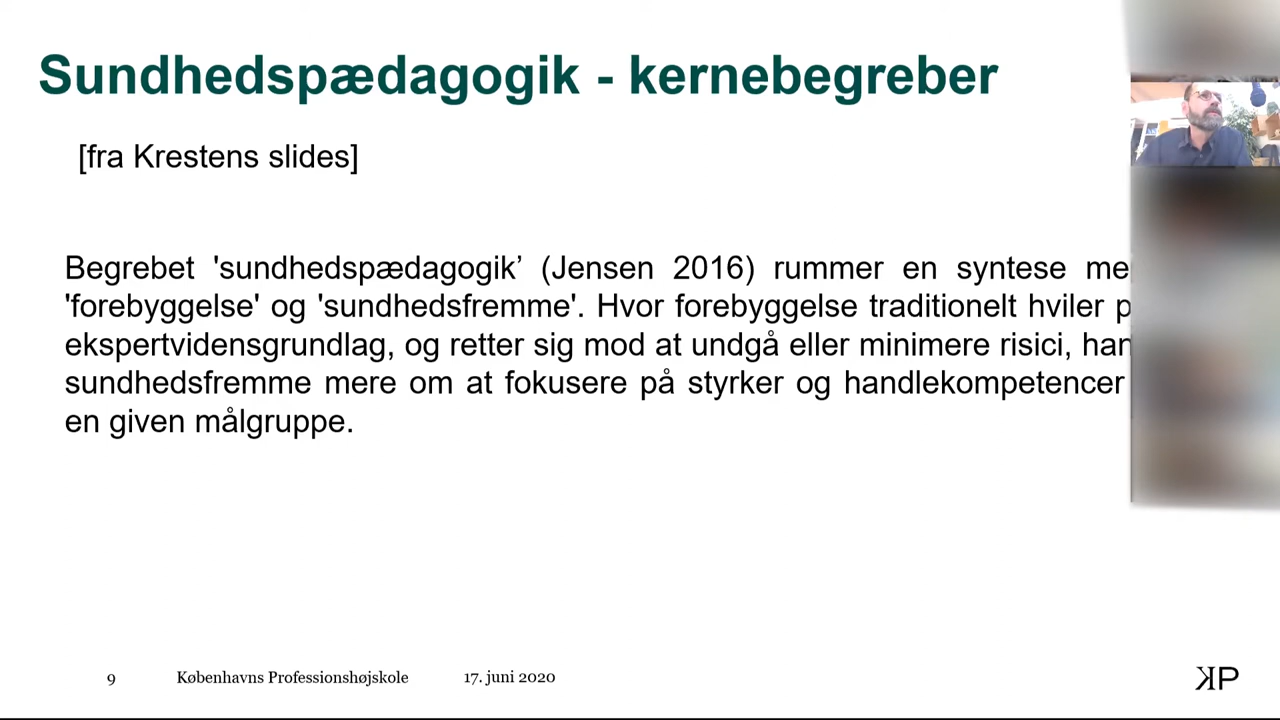 Sundhedspædagogik - kernebegreber
[fra Krestens slides]
Begrebet 'sundhedspædagogik’ (Jensen 2016) rummer en syntese
'forebyggelse' og 'sundhedsfremme'. Hvor forebyggelse traditionelt hviler
ekspertvidensgrundlag, og retter sig mod at undgå eller minimere risici,
sundhedsfremme mere om at fokusere på styrker og handlekompetencer
en given målgruppe.
9 Københavns Professionshøjskole 17. juni 2020
KP